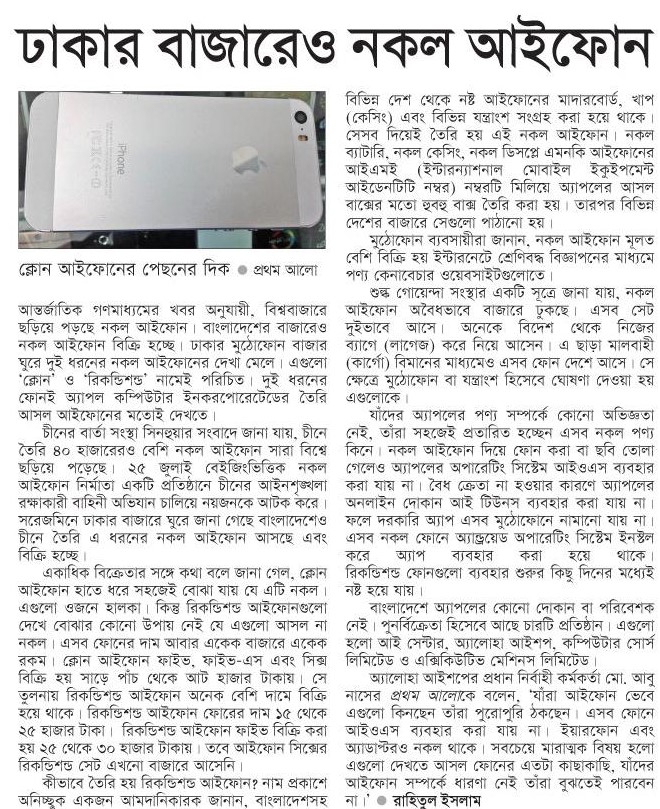 ঢাকার বাজারেও নকল আইফোন
iPhone
ক্লোন আইফোনের পেছনের দিক ● প্রথম আলো
আন্তর্জাতিক গণমাধ্যমের খবর অনুযায়ী, বিশ্ববাজারে
ছড়িয়ে পড়ছে নকল আইফোন। বাংলাদেশের বাজারেও
নকল আইফোন বিক্রি হচ্ছে। ঢাকার মুঠোফোন বাজার
ঘুরে দুই ধরনের নকল আইফোনের দেখা মেলে। এগুলো
‘ক্লোন’ ও ‘রিকন্ডিশন্ড’ নামেই পরিচিত। দুই ধরনের
ফোনই অ্যাপল কম্পিউটার ইনকরপোরেটেডের তৈরি
আসল আইফোনের মতোই দেখতে।
চীনের বার্তা সংস্থা সিনহুয়ার সংবাদে জানা যায়, চীনে
তৈরি ৪০ হাজারেরও বেশি নকল আইফোন সারা বিশ্বে
ছড়িয়ে পড়েছে। ২৫ জুলাই বেইজিংভিত্তিক নকল
আইফোন নির্মাতা একটি প্রতিষ্ঠানে চীনের আইনশৃঙ্খলা
রক্ষাকারী বাহিনী অভিযান চালিয়ে নয়জনকে আটক করে।
সরেজমিনে ঢাকার বাজারে ঘুরে জানা গেছে বাংলাদেশেও
চীনে তৈরি এ ধরনের নকল আইফোন আসছে এবং
বিক্রি হচ্ছে।
একাধিক বিক্রেতার সঙ্গে কথা বলে জানা গেল, ক্লোন
আইফোন হাতে ধরে সহজেই বোঝা যায় যে এটি নকল।
এগুলো ওজনে হালকা। কিন্তু রিকন্ডিশন্ড আইফোনগুলো
দেখে বোঝার কোনো উপায় নেই যে এগুলো আসল না
নকল। এসব ফোনের দাম আবার একেক বাজারে একেক
রকম। ক্লোন আইফোন ফাইভ, ফাইভ-এস এবং সিক্স
বিক্রি হয় সাড়ে পাঁচ থেকে আট হাজার টাকায়। সে
তুলনায় রিকন্ডিশন্ড আইফোন অনেক বেশি দামে বিক্রি
হয়ে থাকে। রিকন্ডিশন্ড আইফোন ফোরের দাম ১৫ থেকে
২৫ হাজার টাকা। রিকন্ডিশন্ড আইফোন ফাইভ বিক্রি করা
হয় ২৫ থেকে ৩০ হাজার টাকায়। তবে আইফোন সিক্সের
রিকন্ডিশন্ড সেট এখনো বাজারে আসেনি।
কীভাবে তৈরি হয় রিকন্ডিশন্ড আইফোন? নাম প্রকাশে
অনিচ্ছুক একজন আমদানিকারক জানান, বাংলাদেশসহ
বিভিন্ন দেশ থেকে নষ্ট আইফোনের মাদারবোর্ড, খাপ
(কেসিং) এবং বিভিন্ন যন্ত্রাংশ সংগ্রহ করা হয়ে থাকে।
সেসব দিয়েই তৈরি হয় এই নকল আইফোন। নকল
ব্যাটারি, নকল কেসিং, নকল ডিসপ্লে এমনকি আইফোনের
আইএমই (ইন্টারন্যাশনাল মোবাইল ইকুইপমেন্ট
আইডেনটিটি নম্বর) নম্বরটি মিলিয়ে অ্যাপলের আসল
বাক্সের মতো হুবহু বাক্স তৈরি করা হয়। তারপর বিভিন্ন
দেশের বাজারে সেগুলো পাঠানো হয়।
মুঠোফোন ব্যবসায়ীরা জানান, নকল আইফোন মূলত
বেশি বিক্রি হয় ইন্টারনেটে শ্রেণিবদ্ধ বিজ্ঞাপনের মাধ্যমে
পণ্য কেনাবেচার ওয়েবসাইটগুলোতে।
শুল্ক গোয়েন্দা সংস্থার একটি সূত্রে জানা যায়, নকল
আইফোন অবৈধভাবে বাজারে ঢুকছে। এসব সেট
দুইভাবে আসে। অনেকে বিদেশ থেকে নিজের
ব্যাগে (লাগেজ) করে নিয়ে আসেন। এ ছাড়া মালবাহী
(কার্গো) বিমানের মাধ্যমেও এসব ফোন দেশে আসে। সে
ক্ষেত্রে মুঠোফোন বা যন্ত্রাংশ হিসেবে ঘোষণা দেওয়া হয়
এগুলোকে।
যাঁদের অ্যাপলের পণ্য সম্পর্কে কোনো অভিজ্ঞতা
নেই, তাঁরা সহজেই প্রতারিত হচ্ছেন এসব নকল পণ্য
কিনে। নকল আইফোন দিয়ে ফোন করা বা ছবি তোলা
গেলেও অ্যাপলের অপারেটিং সিস্টেম আইওএস ব্যবহার
করা যায় না। বৈধ ক্রেতা না হওয়ার কারণে অ্যাপলের
অনলাইন দোকান আই টিউনস ব্যবহার করা যায় না।
ফলে দরকারি অ্যাপ এসব মুঠোফোনে নামানো যায় না।
এসব নকল ফোনে অ্যান্ড্রয়েড অপারেটিং সিস্টেম ইনস্টল
করে অ্যাপ ব্যবহার করা হয়ে থাকে।
রিকন্ডিশন্ড ফোনগুলো ব্যবহার শুরুর কিছু দিনের মধ্যেই
নষ্ট হয়ে যায়।
বাংলাদেশে অ্যাপলের কোনো দোকান বা পরিবেশক
নেই। পুনর্বিক্রেতা হিসেবে আছে চারটি প্রতিষ্ঠান। এগুলো
হলো আই সেন্টার, অ্যালোহা আইশপ, কম্পিউটার সোর্স
লিমিটেড ও এক্সিকিউটিভ মেশিনস লিমিটেড।
অ্যালোহা আইশপের প্রধান নির্বাহী কর্মকর্তা মো. আবু
নাসের প্রথম আলোকে বলেন, ‘যাঁরা আইফোন ভেবে
এগুলো কিনছেন তাঁরা পুরোপুরি ঠকছেন। এসব ফোনে
আইওএস ব্যবহার করা যায় না। ইয়ারফোন এবং
অ্যাডাপ্টরও নকল থাকে। সবচেয়ে মারাত্মক বিষয় হলো
এগুলো দেখতে আসল ফোনের এতটা কাছাকাছি, যাঁদের
আইফোন সম্পর্কে ধারণা নেই তাঁরা বুঝতেই পারবেন
না।’ ● রাহিতুল ইসলাম